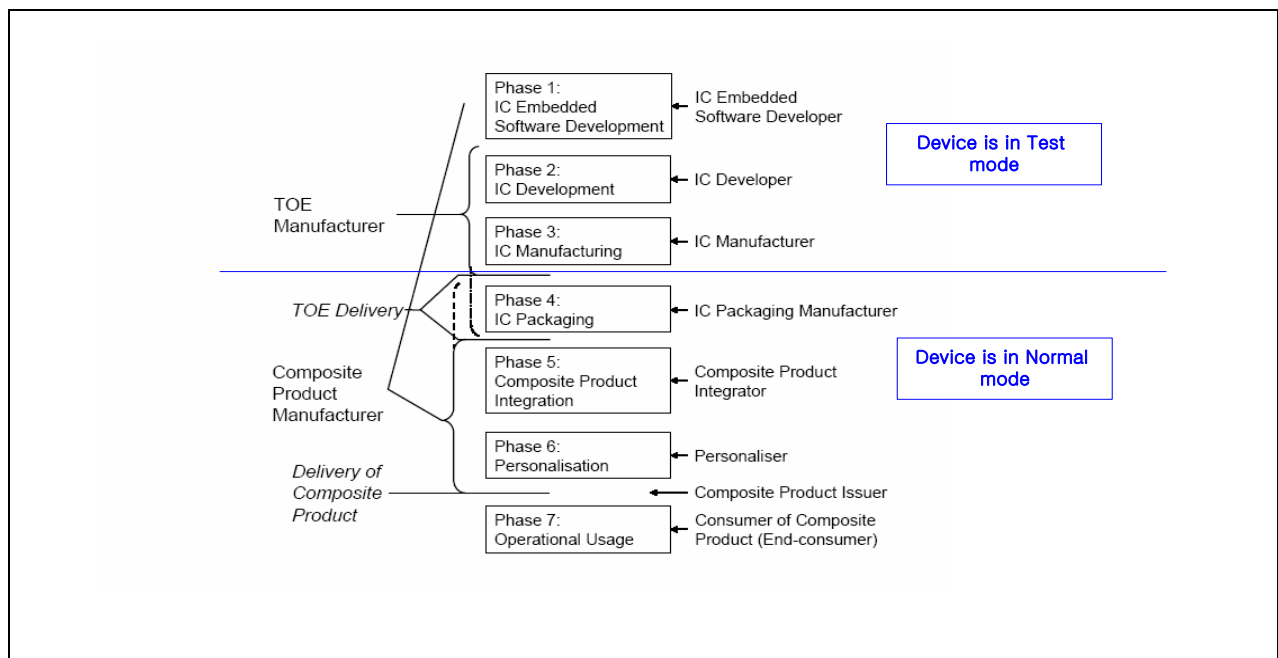 Phase 1:
IC Embedded
Software Development
IC Embedded
Software Developer
Device is in Test
mode
Phase 2:
IC Development
IC Developer
TOE
Manufacturer
Phase 3:
IC Manufacturing
IC Manufacturer
TOE Delivery
Phase 4:
IC Packaging
IC Packaging Manufacturer
Device is in Normal
mode
Composite
Product
Manufacturer
Phase 5:
Composite Product
Integration
Composite Product
Integrator
Phase 6:
Personalisation
Personaliser
Delivery of
Composite
Product
Composite Product Issuer
Phase 7:
Operational Usage
Consumer of Composite
Product (End-consumer)